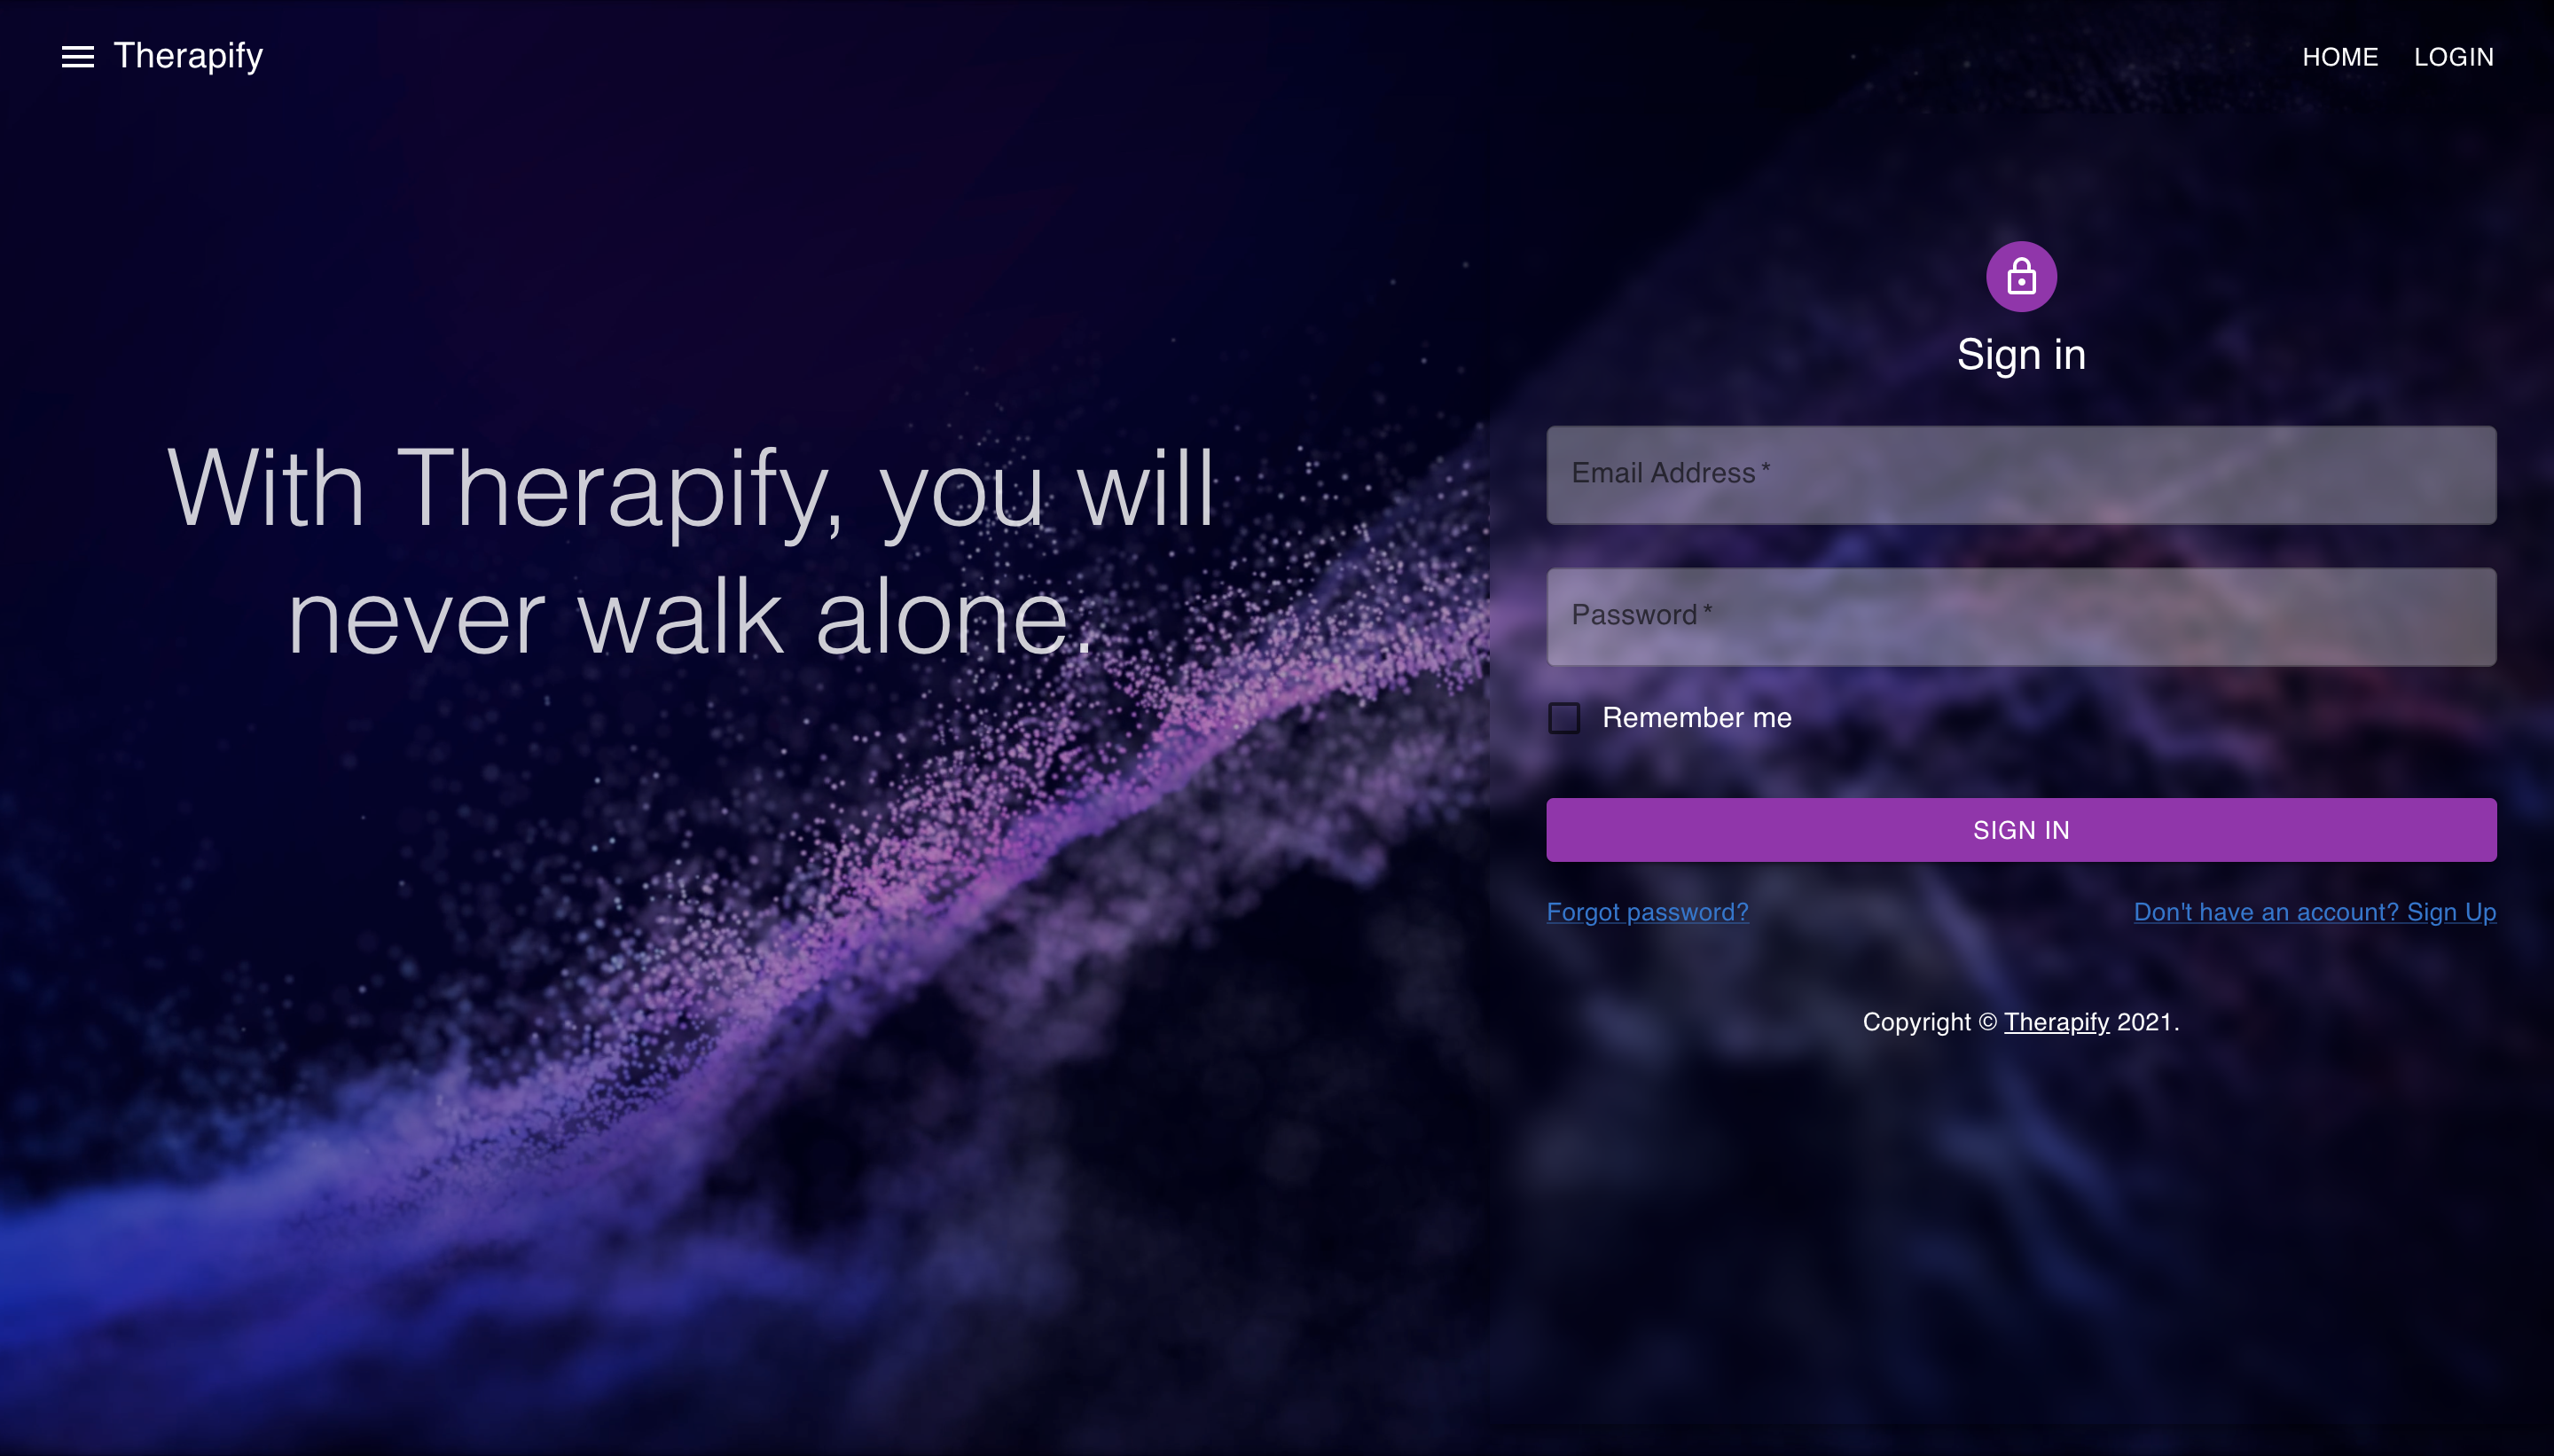 Therapify
HOME LOGIN
With Therapify, you will
never walk alone.
Sign in
Email Address *
Password *
Remember me
SIGN IN
Forgot password?
Don't have an account? Sign Up
Copyright © Therapify 2021.